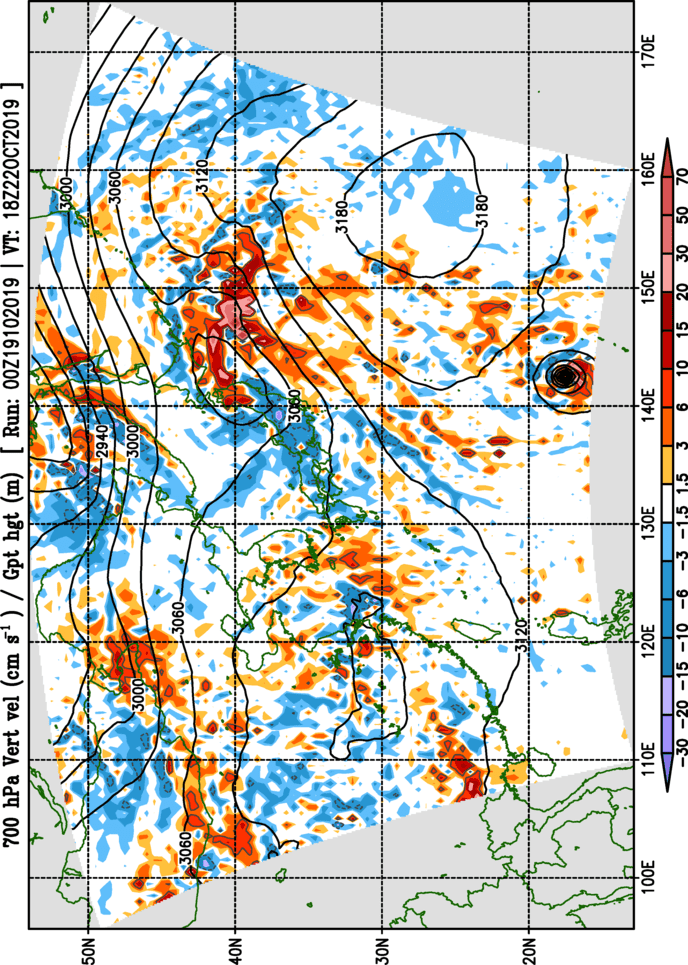 700 hPa Vert vel (cm s⁻¹) / Gpt hgt (m) [ Run: 00Z19102019 | VT: 18Z22OCT2019 ]
50N
40N
30N
20N
100E
110E
120E
130E
140E
150E
160E
170E
3000
3060
3120
3180
3180
2940
3000
3060
3060
3000
3120
3060
70
50
30
20
15
10
6
3
1.5
−1.5
−3
−6
−10
−15
−20
−30